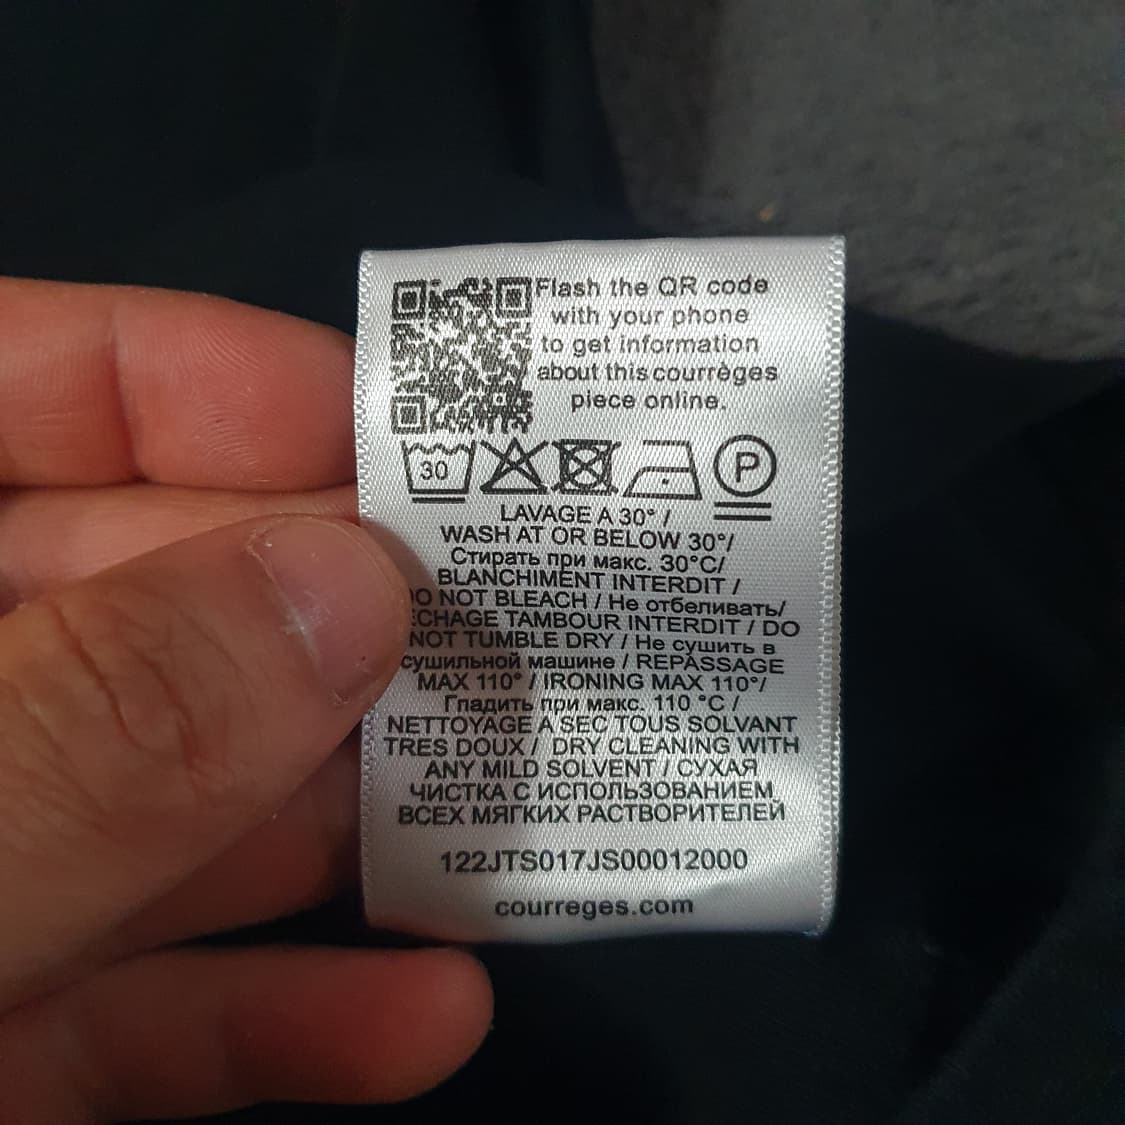 Flash the QR code
with your phone
to get information
about this courrèges
piece online.
30
P
LAVAGE A 30° /
WASH AT OR BELOW 30°/
Стирать при макс. 30°C/
BLANCHIMENT INTERDIT /
O NOT BLEACH / Не отбеливать/
ECHAGE TAMBOUR INTERDIT / DO
NOT TUMBLE DRY / Не сушить в
сушильной машине / REPASSAGE
MAX 110° / IRONING MAX 110°/
Гладить при макс. 110 °C /
NETTOYAGE A SEC TOUS SOLVANT
TRES DOUX / DRY CLEANING WITH
ANY MILD SOLVENT / СУХАЯ
ЧИСТКА С ИСПОЛЬЗОВАНИЕМ
ВСЕХ МЯГКИХ РАСТВОРИТЕЛЕЙ
122JTS017JS00012000
courreges.com